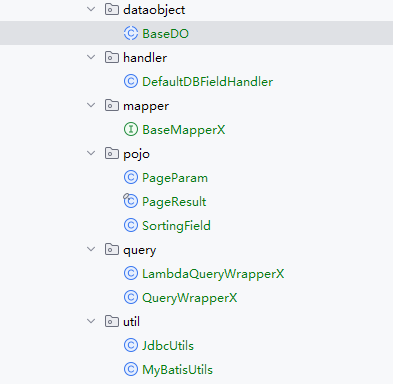 dataobject
BaseDO
handler
DefaultDBFieldHandler
mapper
BaseMapperX
pojo
PageParam
PageResult
SortingField
query
LambdaQueryWrapperX
QueryWrapperX
util
JdbcUtils
MyBatisUtils